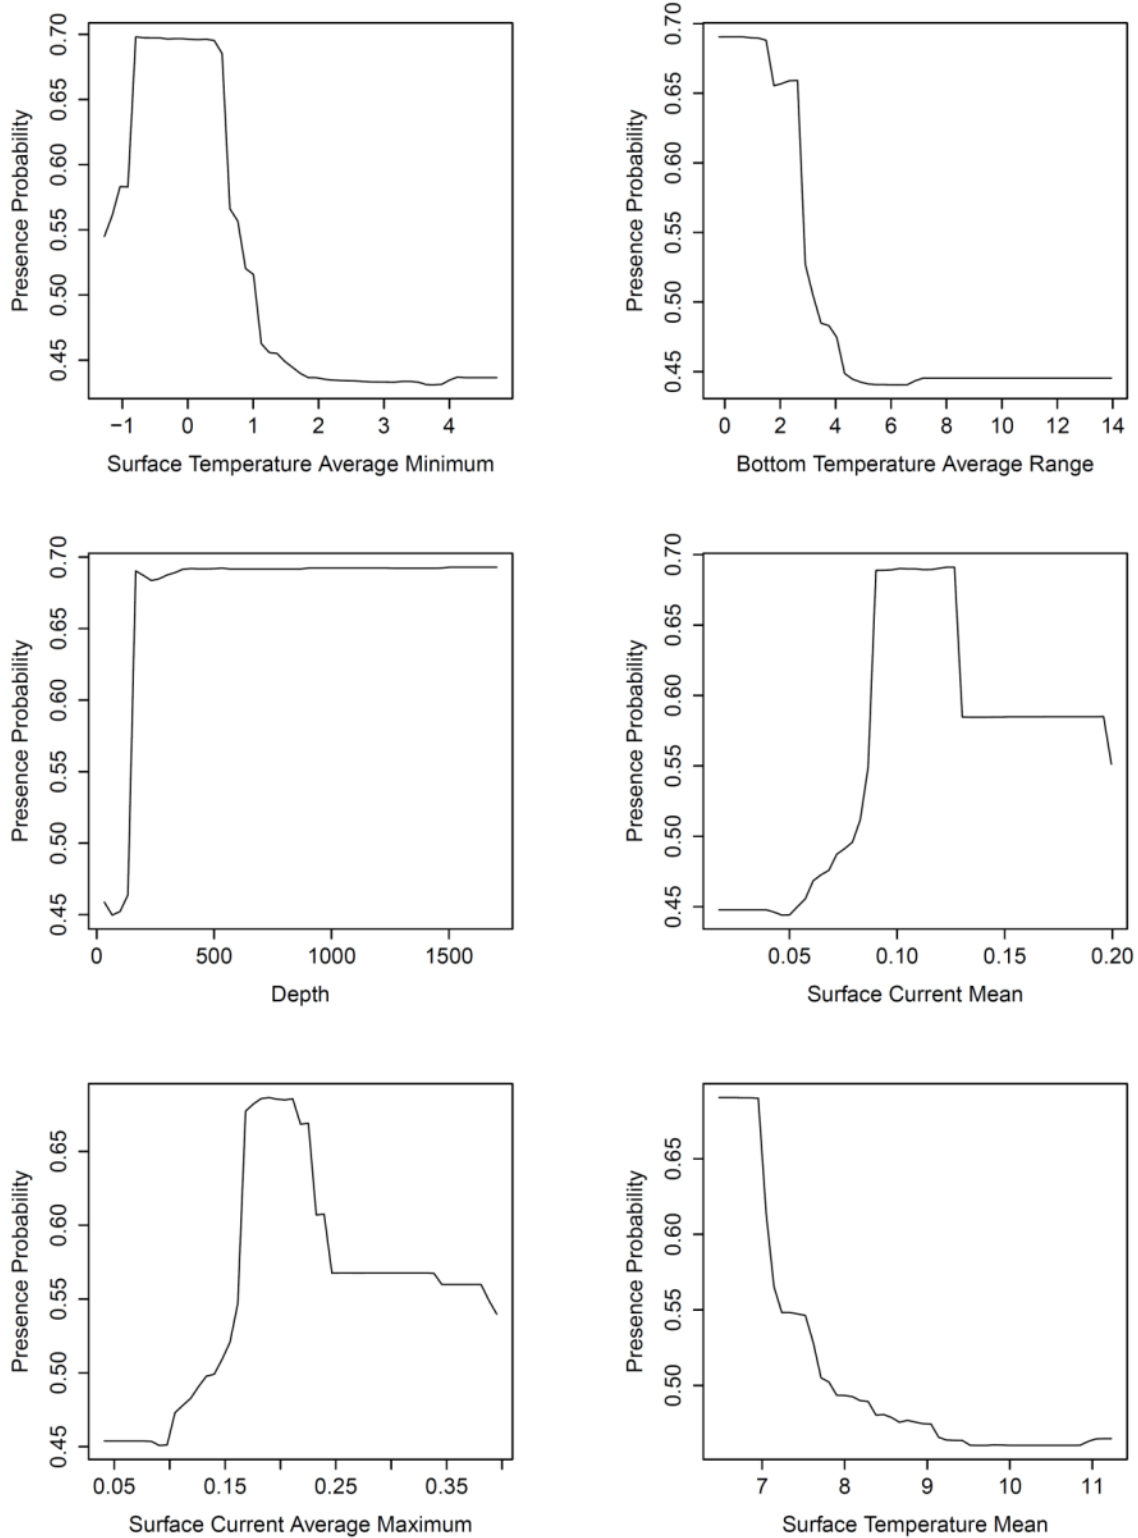 0.70
0.65
0.60
0.55
0.50
0.45
Presence Probability
−1 0 1 2 3 4
Surface Temperature Average Minimum
0.70
0.65
0.60
0.55
0.50
0.45
Presence Probability
0 2 4 6 8 10 12 14
Bottom Temperature Average Range
0.70
0.65
0.60
0.55
0.50
0.45
Presence Probability
0 500 1000 1500
Depth
0.70
0.65
0.60
0.55
0.50
0.45
Presence Probability
0.05 0.10 0.15 0.20
Surface Current Mean
0.65
0.60
0.55
0.50
0.45
Presence Probability
0.05 0.15 0.25 0.35
Surface Current Average Maximum
0.65
0.60
0.55
0.50
Presence Probability
7 8 9 10 11
Surface Temperature Mean